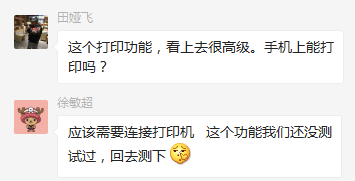 田娅飞
这个打印功能，看上去很高级。手机上能打
印吗？
徐敏超
应该需要连接打印机 这个功能我们还没测
试过，回去测下